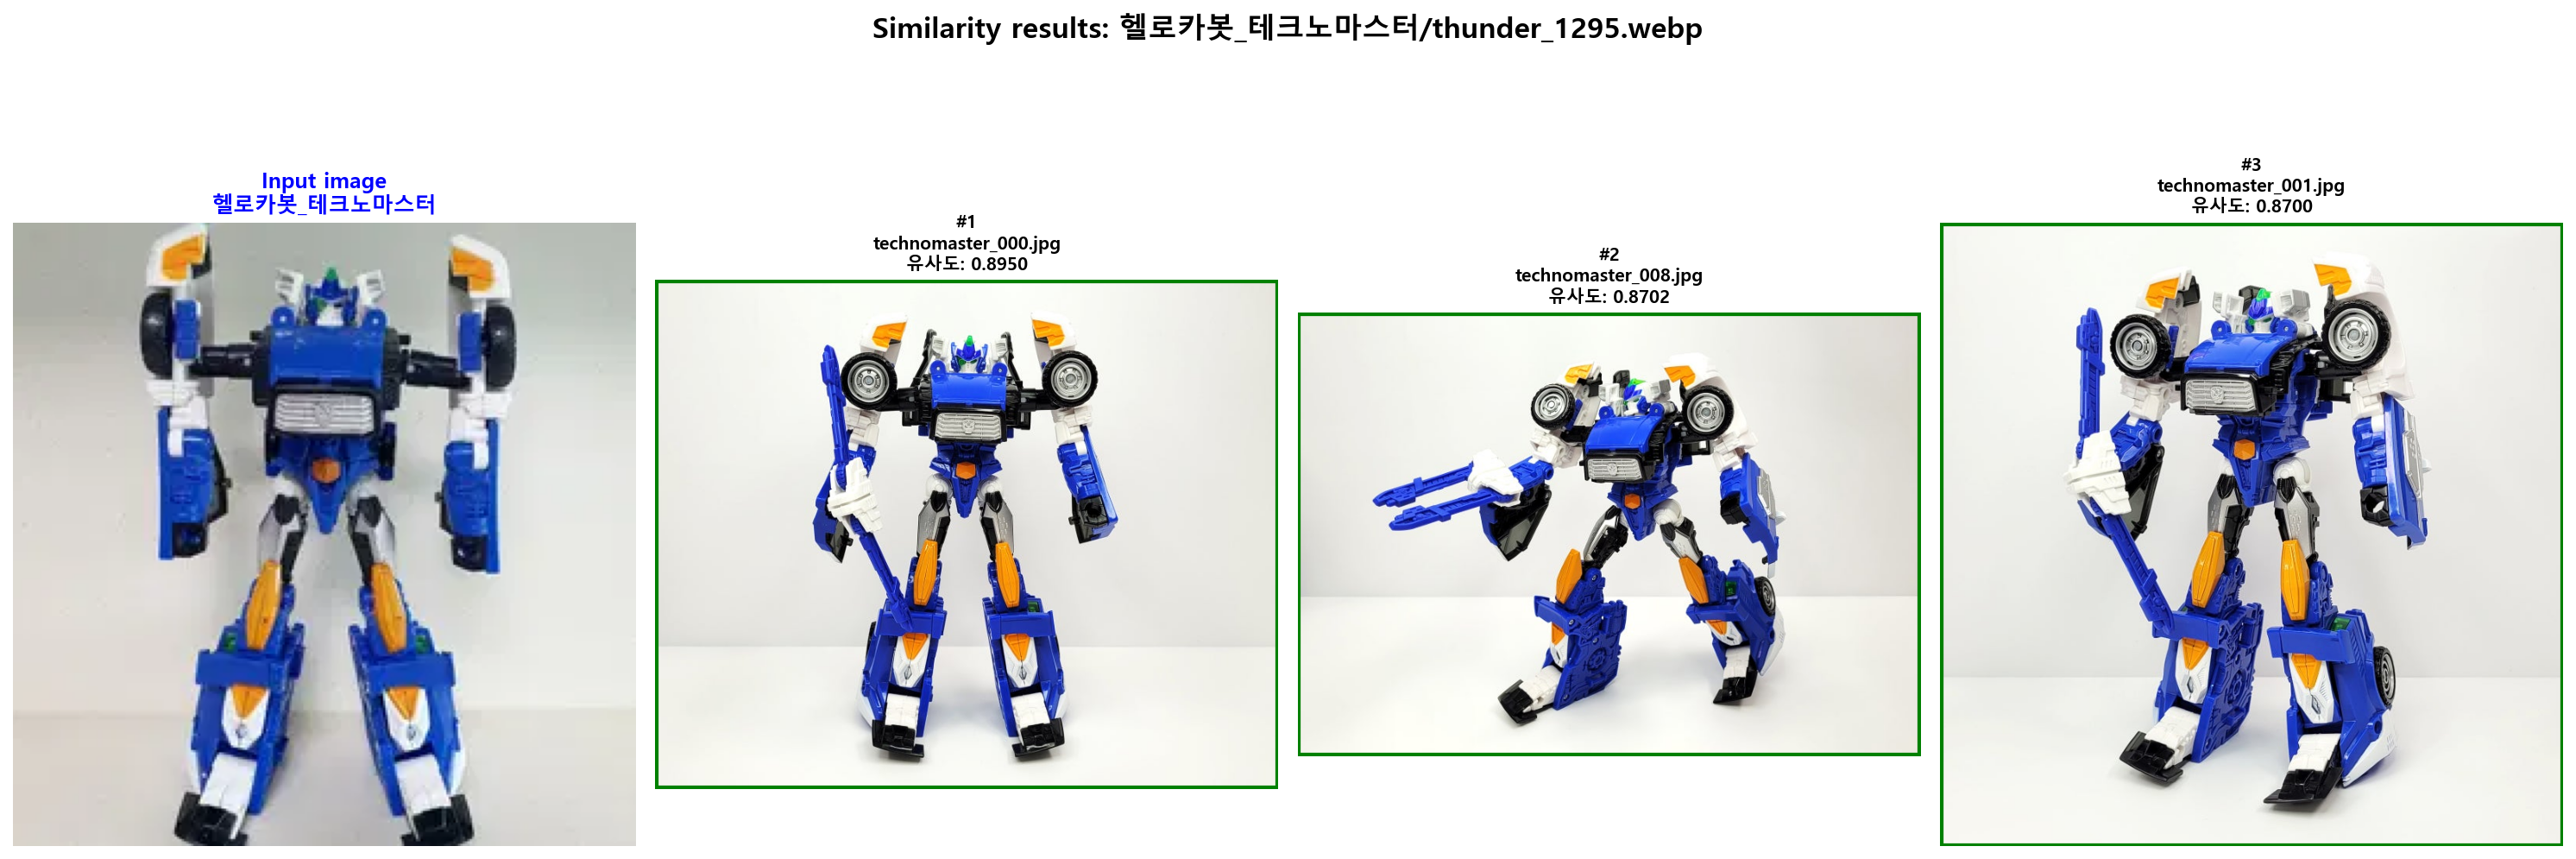 Similarity results: 헬로카봇_테크노마스터/thunder_1295.webp
Input image
헬로카봇_테크노마스터
#1
technomaster_000.jpg
유사도: 0.8950
#2
technomaster_008.jpg
유사도: 0.8702
#3
technomaster_001.jpg
유사도: 0.8700